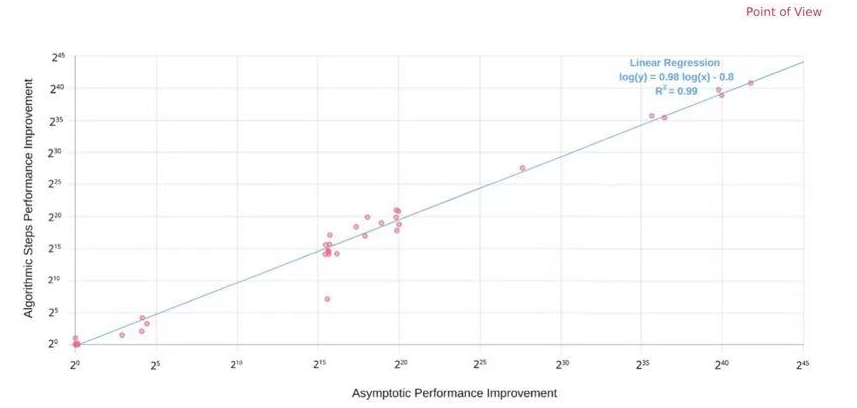 Point of View
Linear Regression
log(y) = 0.98 log(x) - 0.8
R² = 0.99
Algorithmic Steps Performance Improvement
2⁴⁵
2⁴⁰
2³⁵
2³⁰
2²⁵
2²⁰
2¹⁵
2¹⁰
2⁵
2⁰
2⁰ 2⁵ 2¹⁰ 2¹⁵ 2²⁰ 2²⁵ 2³⁰ 2³⁵ 2⁴⁰ 2⁴⁵
Asymptotic Performance Improvement